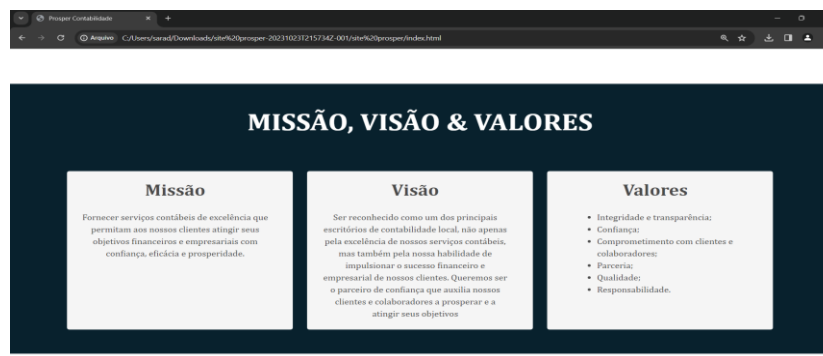 Prosper Contabilidade
Arquivo C:/Users/sarad/Downloads/site%20prosper-20231023T215734Z-001/site%20prosper/index.html
MISSÃO, VISÃO & VALORES
Missão
Fornecer serviços contábeis de excelência que
permitam aos nossos clientes atingir seus
objetivos financeiros e empresariais com
confiança, eficácia e prosperidade.
Visão
Ser reconhecido como um dos principais
escritórios de contabilidade local, não apenas
pela excelência de nossos serviços contábeis,
mas também pela nossa habilidade de
impulsionar o sucesso financeiro e
empresarial de nossos clientes. Queremos ser
o parceiro de confiança que auxilia nossos
clientes e colaboradores a prosperar e a
atingir seus objetivos
Valores
• Integridade e transparência;
• Confiança;
• Comprometimento com clientes e
colaboradores;
• Parceria;
• Qualidade;
• Responsabilidade.